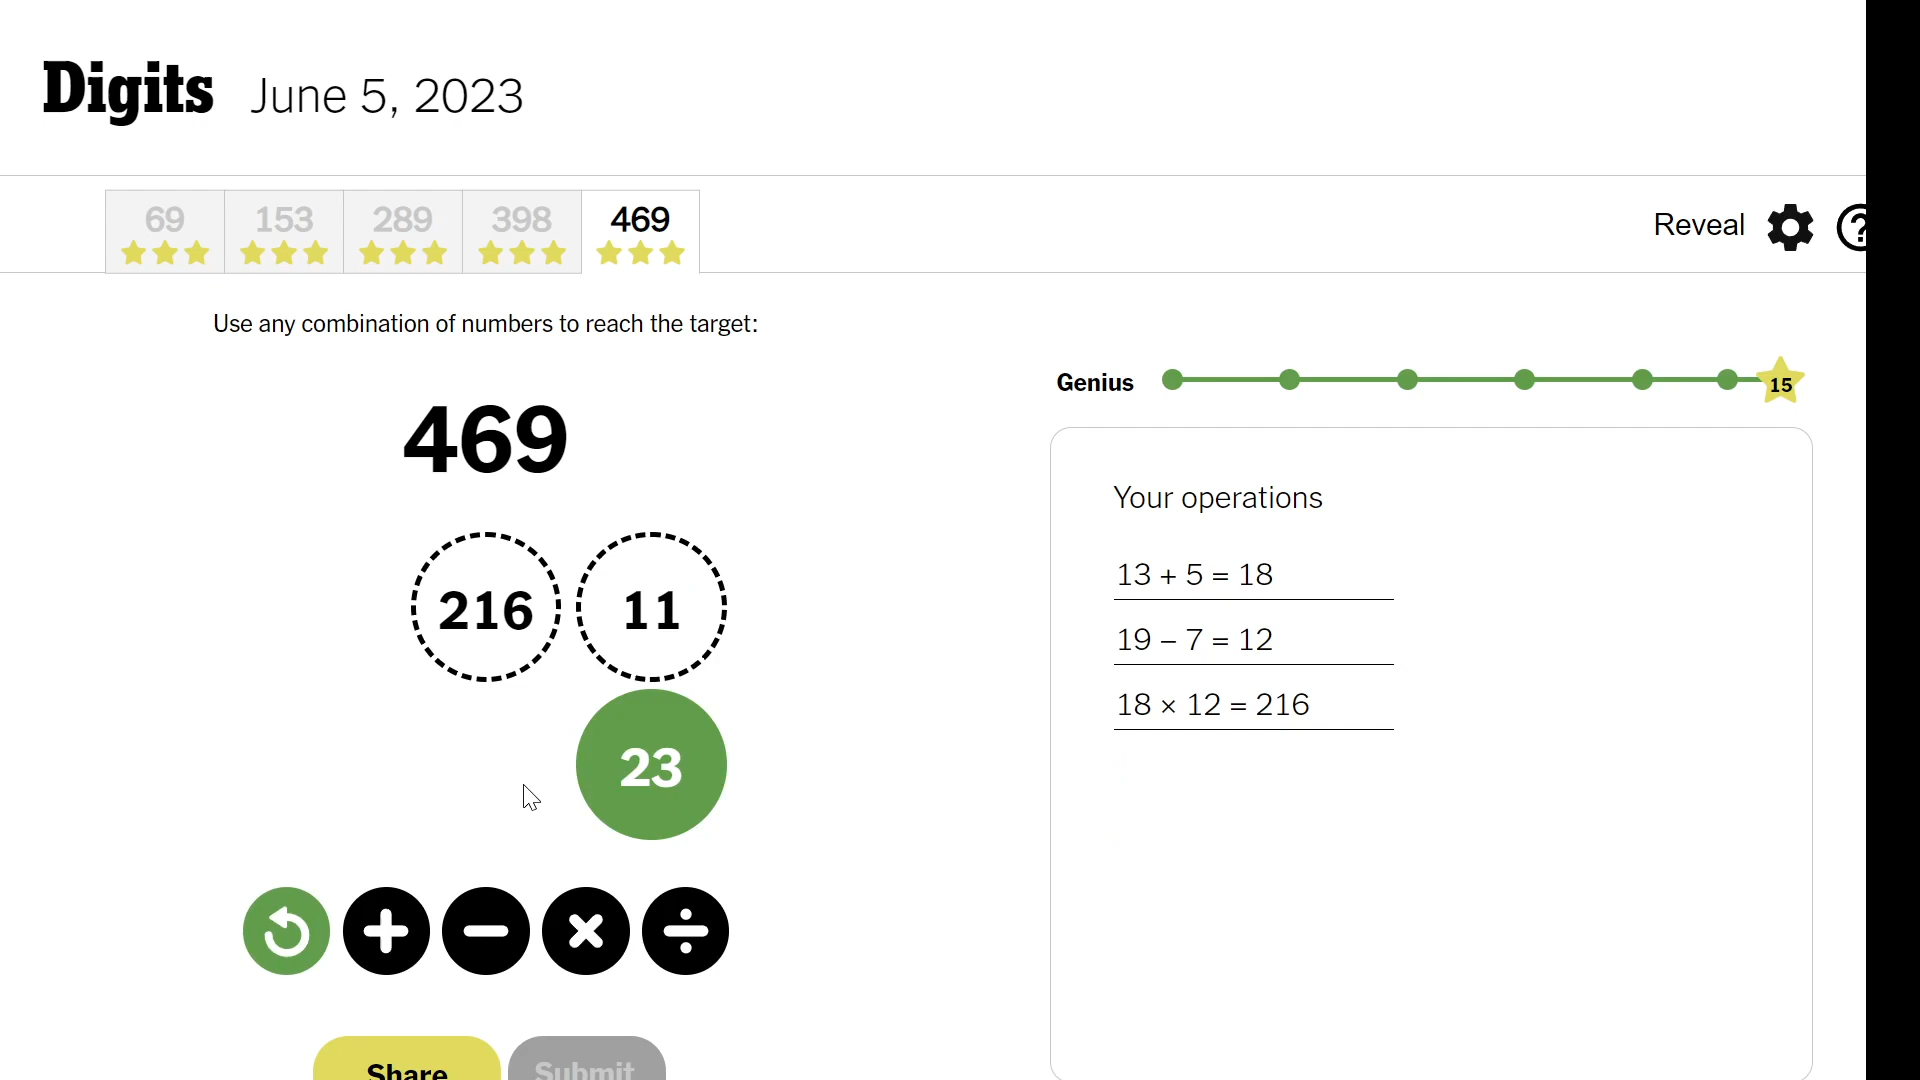 Digits June 5, 2023
69 153 289 398 469
Reveal
?
Use any combination of numbers to reach the target:
Genius
15
469
Your operations
216 11
13 + 5 = 18
19 – 7 = 12
18 × 12 = 216
23
Share Submit